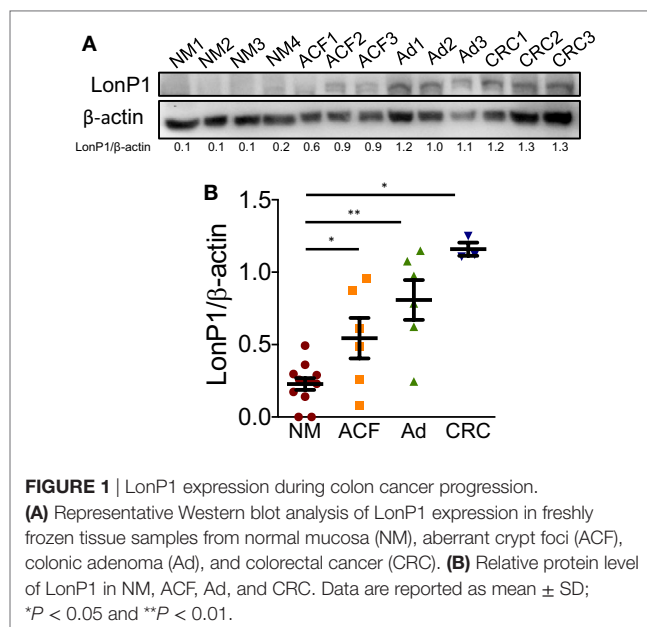 A
NM1 NM2 NM3 NM4 ACF1 ACF2 ACF3 Ad1 Ad2 Ad3 CRC1 CRC2 CRC3
LonP1
β-actin
LonP1/β-actin 0.1 0.1 0.1 0.2 0.6 0.9 0.9 1.2 1.0 1.1 1.2 1.3 1.3
B
*
**
*
LonP1/β-actin
1.5
1.0
0.5
0.0
NM ACF Ad CRC
FIGURE 1 | LonP1 expression during colon cancer progression.
(A) Representative Western blot analysis of LonP1 expression in freshly
frozen tissue samples from normal mucosa (NM), aberrant crypt foci (ACF),
colonic adenoma (Ad), and colorectal cancer (CRC). (B) Relative protein level
of LonP1 in NM, ACF, Ad, and CRC. Data are reported as mean ± SD;
*P < 0.05 and **P < 0.01.